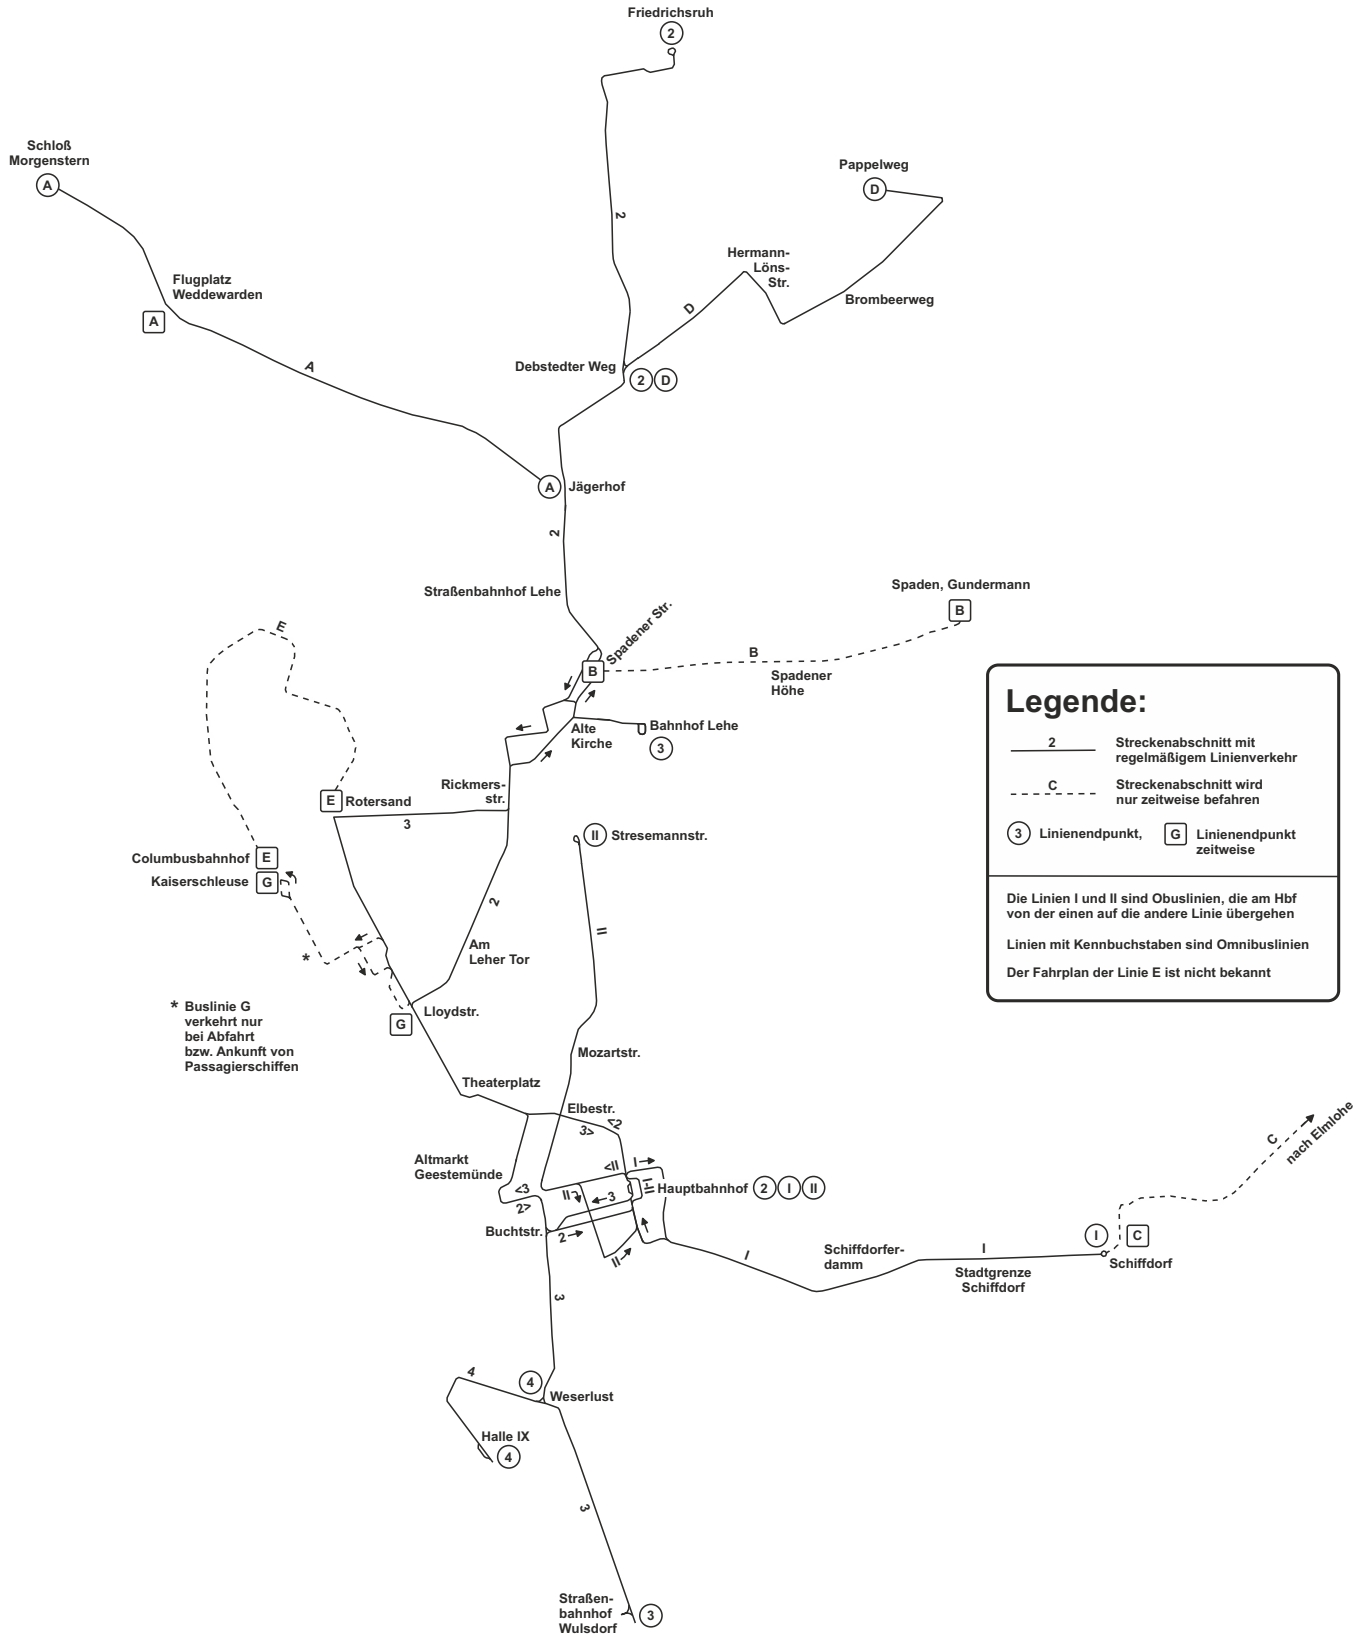 Friedrichsruh
2
Schloß
Morgenstern
A
Pappelweg
D
2
Hermann-
Löns-
Str.
Flugplatz
Weddewarden
A
Brombeerweg
D
A
Debstedter Weg
2 D
A Jägerhof
2
Straßenbahnhof Lehe
Spaden, Gundermann
B
Spadener Str.
B
B
Spadener
Höhe
E
Alte
Kirche
Bahnhof Lehe
3
Rickmers-
str.
E Rotersand
3
II Stresemannstr.
Columbusbahnhof E
Kaiserschleuse G
2
II
Am
Leher Tor
*
* Buslinie G
verkehrt nur
bei Abfahrt
bzw. Ankunft von
Passagierschiffen
G
Lloydstr.
Mozartstr.
Theaterplatz
Elbestr.
<2
3>
Altmarkt
Geestemünde
<II
I
<3
2>
II
3
I
II
Hauptbahnhof 2 I II
Buchtstr.
2
II
I
Schiffdorfer-
damm
I
Stadtgrenze
Schiffdorf
I C
Schiffdorf
C
nach Elmlohe
3
4
4
Weserlust
Halle IX
4
3
Straßen-
bahnhof
Wulsdorf
3
Legende:
2
Streckenabschnitt mit
regelmäßigem Linienverkehr
C
Streckenabschnitt wird
nur zeitweise befahren
3 Linienendpunkt,
G Linienendpunkt
zeitweise
Die Linien I und II sind Obuslinien, die am Hbf
von der einen auf die andere Linie übergehen
Linien mit Kennbuchstaben sind Omnibuslinien
Der Fahrplan der Linie E ist nicht bekannt